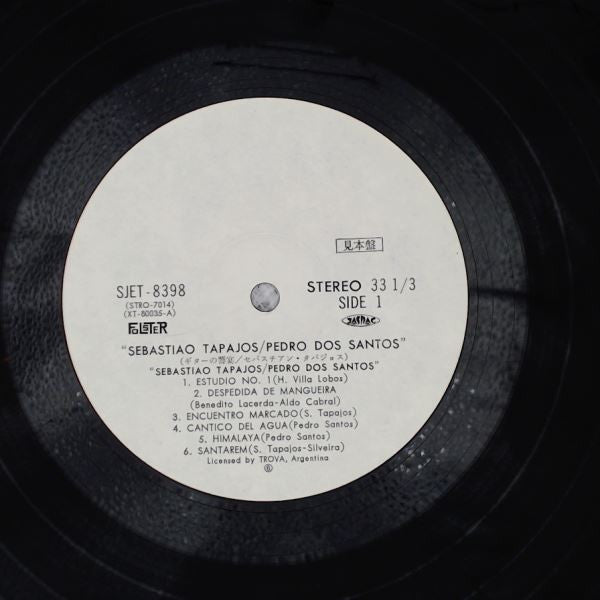 見本盤
SJET-8398
STEREO 33 1/3
(STRO-7014)
SIDE 1
(XT-80035-A)
POLSTER
JASRAC
"SEBASTIAO TAPAJOS/PEDRO DOS SANTOS"
(ギターの響宴/セバスチアン・タパジョス)
"SEBASTIAO TAPAJOS/PEDRO DOS SANTOS"
1. ESTUDIO NO. 1(H. Villa Lobos)
2. DESPEDIDA DE MANGUEIRA
(Benedito Lacerda-Aldo Cabral)
3. ENCUENTRO MARCADO(S. Tapajos)
4. CANTICO DEL AGUA(Pedro Santos)
5. HIMALAYA(Pedro Santos)
6. SANTAREM(S. Tapajos-Silveira)
Licensed by TROVA, Argentina